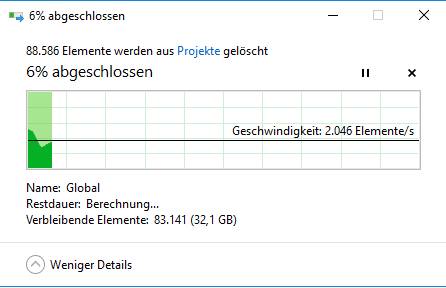 6% abgeschlossen
88.586 Elemente werden aus Projekte gelöscht
6% abgeschlossen
Geschwindigkeit: 2.046 Elemente/s
Name: Global
Restdauer: Berechnung...
Verbleibende Elemente: 83.141 (32,1 GB)
Weniger Details